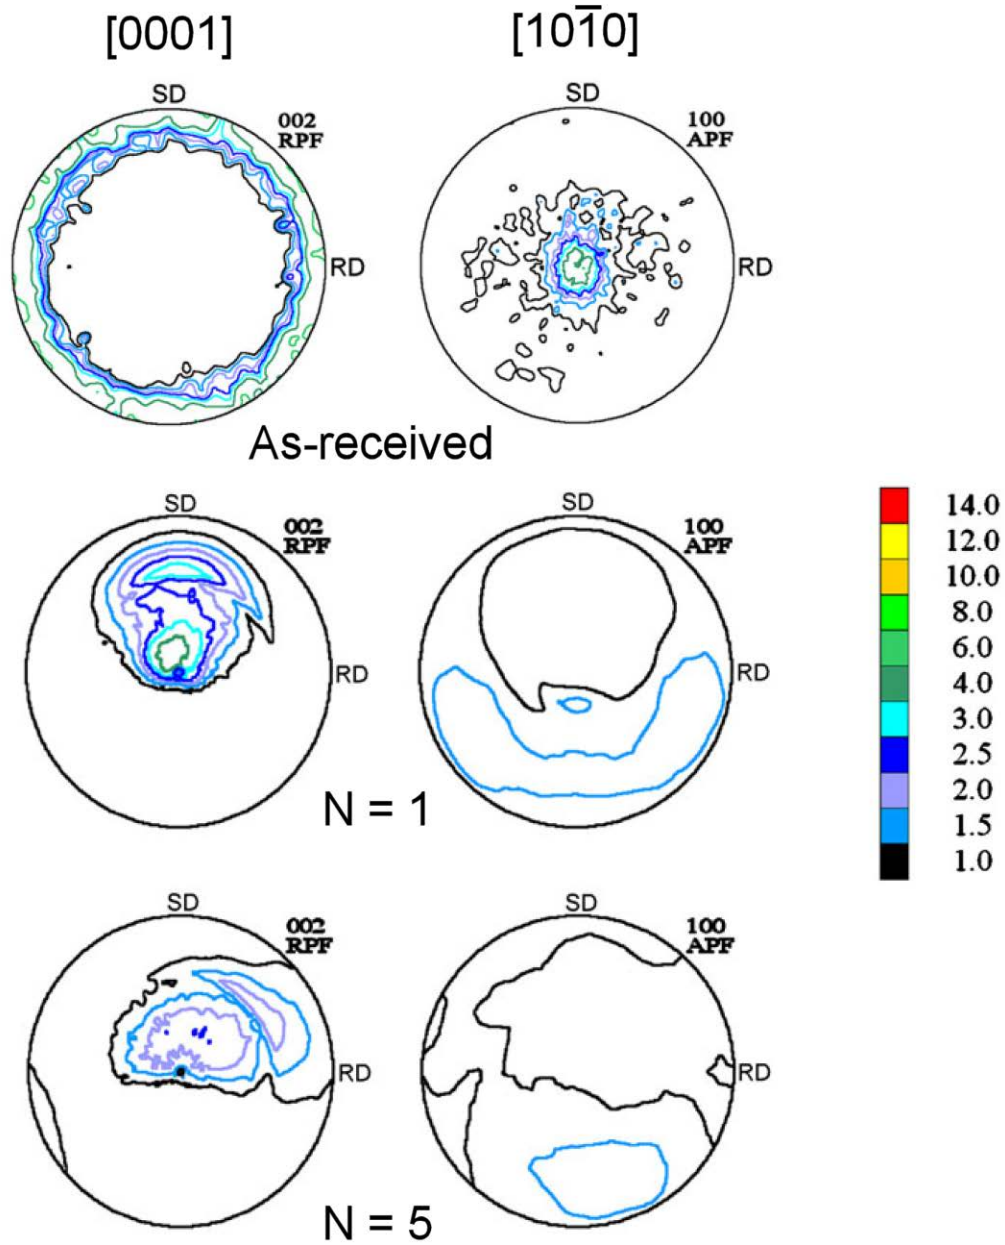 [0001]
[101̅0]
SD
002
RPF
RD
SD
100
APF
RD
As-received
SD
002
RPF
RD
SD
100
APF
RD
N = 1
14.0
12.0
10.0
8.0
6.0
4.0
3.0
2.5
2.0
1.5
1.0
SD
002
RPF
RD
SD
100
APF
RD
N = 5